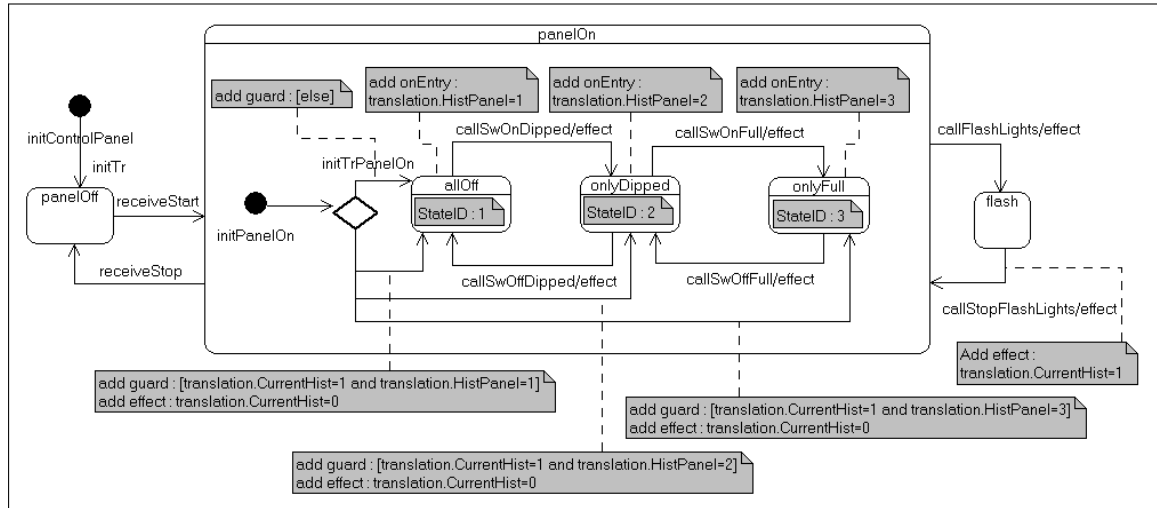 panelOn
add guard : [else]
add onEntry :
translation.HistPanel=1
add onEntry :
translation.HistPanel=2
add onEntry :
translation.HistPanel=3
initControlPanel
initTr
callSwOnDipped/effect
callSwOnFull/effect
callFlashLights/effect
initTrPanelOn
panelOff
receiveStart
allOff
StateID : 1
onlyDipped
StateID : 2
onlyFull
StateID : 3
flash
initPanelOn
receiveStop
callSwOffDipped/effect
callSwOffFull/effect
callStopFlashLights/effect
add guard : [translation.CurrentHist=1 and translation.HistPanel=1]
add effect : translation.CurrentHist=0
Add effect :
translation.CurrentHist=1
add guard : [translation.CurrentHist=1 and translation.HistPanel=3]
add effect : translation.CurrentHist=0
add guard : [translation.CurrentHist=1 and translation.HistPanel=2]
add effect : translation.CurrentHist=0